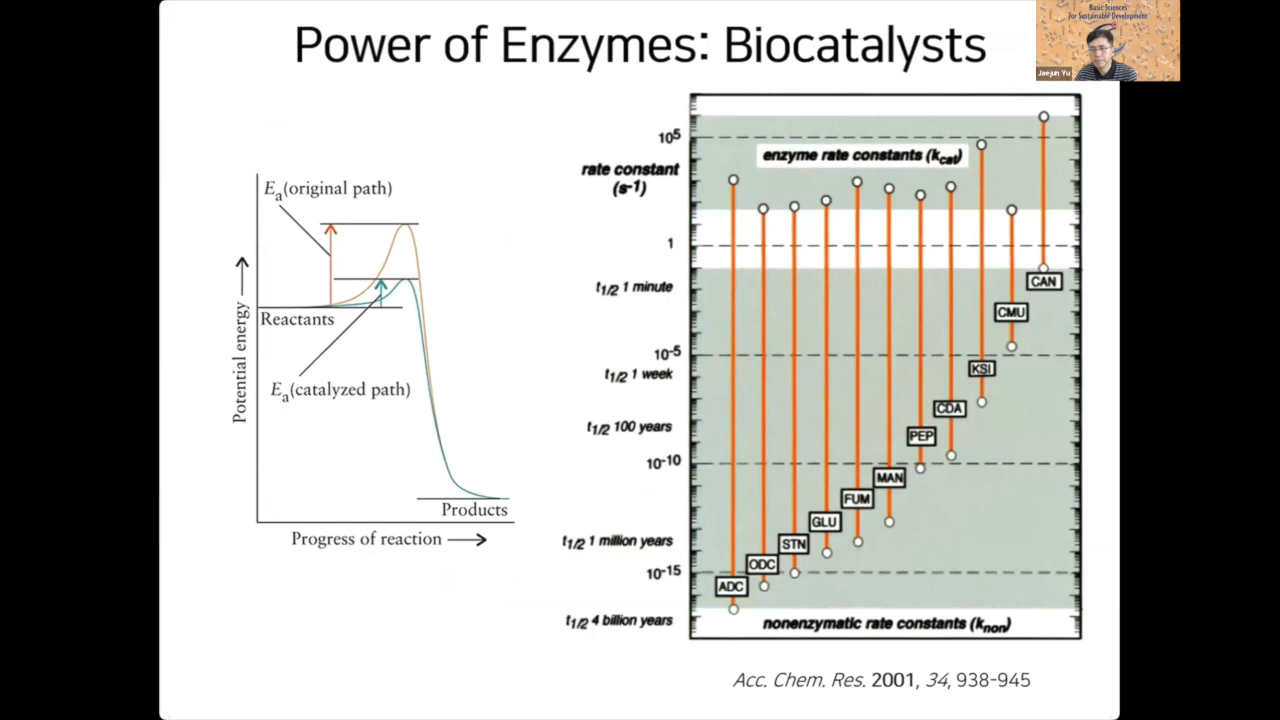 Power of Enzymes: Biocatalysts
Basic Sciences
for Sustainable Development
Jaejun Yu
Ea(original path)
Reactants
Ea(catalyzed path)
Products
Potential energy
Progress of reaction
rate constant
(s-1)
10^5
1
t1/2 1 minute
10^-5
t1/2 1 week
t1/2 100 years
10^-10
t1/2 1 million years
10^-15
t1/2 4 billion years
enzyme rate constants (kcat)
CAN
CMU
KSI
CDA
PEP
MAN
FUM
GLU
STN
ODC
ADC
nonenzymatic rate constants (knon)
Acc. Chem. Res. 2001, 34, 938-945